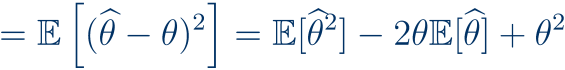 = 𝔼[(θ̂ − θ)²] = 𝔼[θ̂²] − 2θ𝔼[θ̂] + θ²